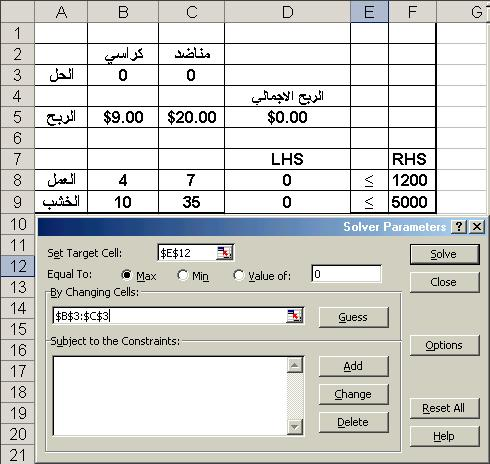 A B C D E F G
1
2 كراسي مناضد
3 الحل 0 0
4 الربح الاجمالي
5 الربح $9.00 $20.00 $0.00
6
7 LHS RHS
8 العمل 4 7 0 ≤ 1200
9 الخشب 10 35 0 ≤ 5000
10
11
12
13
14
15
16
17
18
19
20
21
Solver Parameters ? ×
Set Target Cell: $E$12 Solve
Equal To: Max Min Value of: 0 Close
By Changing Cells:
$B$3:$C$3 Guess
Subject to the Constraints: Options
Add
Change
Delete
Reset All
Help